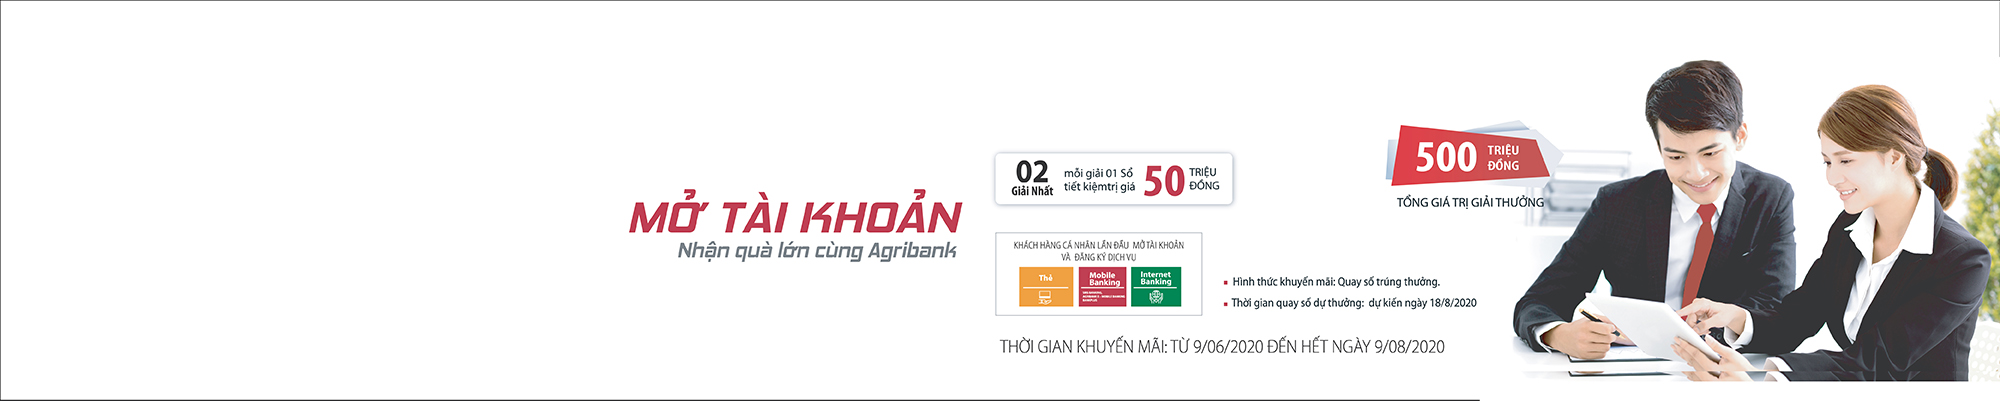 MỞ TÀI KHOẢN
Nhận quà lớn cùng Agribank
02
Giải Nhất
mỗi giải 01 Sổ
tiết kiệmtrị giá
50
TRIỆU
ĐỒNG
500
TRIỆU
ĐỒNG
TỔNG GIÁ TRỊ GIẢI THƯỞNG
KHÁCH HÀNG CÁ NHÂN LẦN ĐẦU MỞ TÀI KHOẢN
VÀ ĐĂNG KÝ DỊCH VỤ
Thẻ
Mobile
Banking
Internet
Banking
Hình thức khuyến mãi: Quay số trúng thưởng.
Thời gian quay số dự thưởng: dự kiến ngày 18/8/2020
THỜI GIAN KHUYẾN MÃI: TỪ 9/06/2020 ĐẾN HẾT NGÀY 9/08/2020